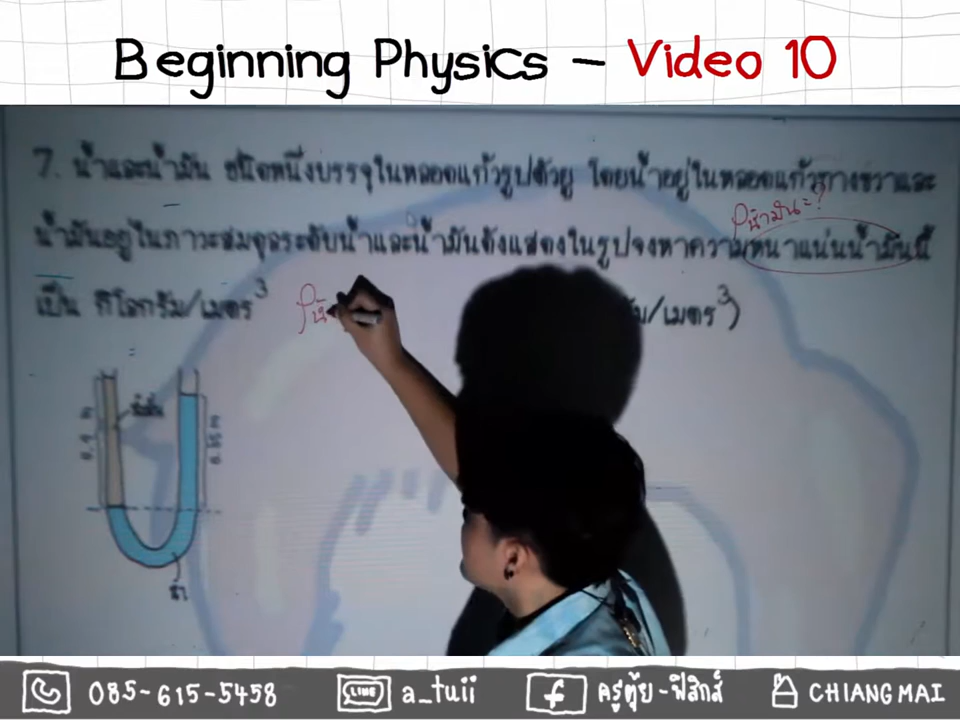 Beginning Physics – Video 10
7. น้ำและน้ำมัน ชนิดหนึ่งบรรจุในหลอดแก้วรูปตัวยู โดยน้ำอยู่ในหลอดแก้วทางขวาและ
ρน้ำมัน = ?
น้ำมันอยู่ในภาวะสมดุลระดับน้ำและน้ำมันดังแสดงในรูปจงหาความหนาแน่นน้ำมันนี้
เป็น กิโลกรัม/เมตร³ ม/เมตร³)
น้ำมัน
น้ำ
085-615-5458 LINE a_tuii f ครูตุ้ย-ฟิสิกส์ CHIANG MAI